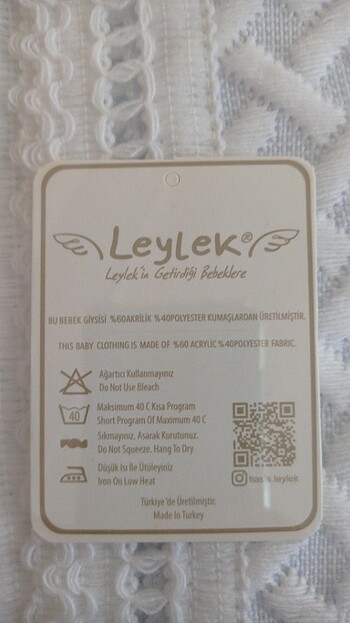 Leylek®
Leylek'in Getirdiği Bebeklere
BU BEBEK GİYSİSİ %60AKRİLİK %40POLYESTER KUMAŞLARDAN ÜRETİLMİŞTİR.
THIS BABY CLOTHING IS MADE OF %60 ACRYLIC %40POLYESTER FABRIC.
Ağartıcı Kullanmayınız
Do Not Use Bleach
40
Maksimum 40 C Kısa Program
Short Program Of Maximum 40 C
Sıkmayınız. Asarak Kurutunuz.
Do Not Squeeze. Hang To Dry
Düşük Isı İle Ütüleyiniz
Iron On Low Heat
Türkiye'de Üretilmiştir.
Made In Turkey